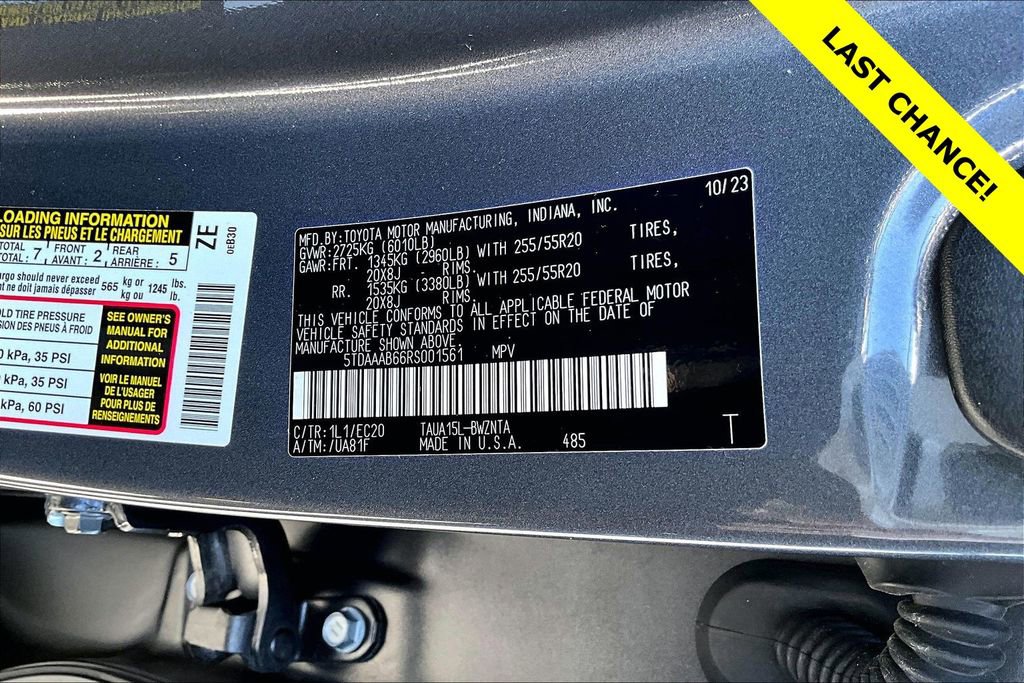 LAST CHANCE!
LOADING INFORMATION
SUR LES PNEUS ET LE CHARGEMENT
TOTAL : 7 FRONT AVANT : 2 REAR ARRIÈRE : 5
cargo should never exceed 565 kg or 1245 lbs.
nt ne doit jamais dépasser kg ou lb.
COLD TIRE PRESSURE
SION DES PNEUS À FROID
0 kPa, 35 PSI
kPa, 35 PSI
kPa, 60 PSI
SEE OWNER'S
MANUAL FOR
ADDITIONAL
INFORMATION
VOIR LE MANUEL
DE L'USAGER
POUR PLUS DE
RENSEIGNEMENTS
ZE
0EB30
10/23
MFD.BY:TOYOTA MOTOR MANUFACTURING, INDIANA, INC.
GVWR:2725KG (6010LB)
GAWR:FRT. 1345KG (2960LB) WITH 255/55R20 TIRES,
20X8J RIMS,
RR. 1535KG (3380LB) WITH 255/55R20 TIRES,
20X8J RIMS.
THIS VEHICLE CONFORMS TO ALL APPLICABLE FEDERAL MOTOR
VEHICLE SAFETY STANDARDS IN EFFECT ON THE DATE OF
MANUFACTURE SHOWN ABOVE.
5TDAAAB66RS001561 MPV
C/TR:1L1/EC20 TAUA15L-BWZNTA
A/TM:/UA81F MADE IN U.S.A. 485 T